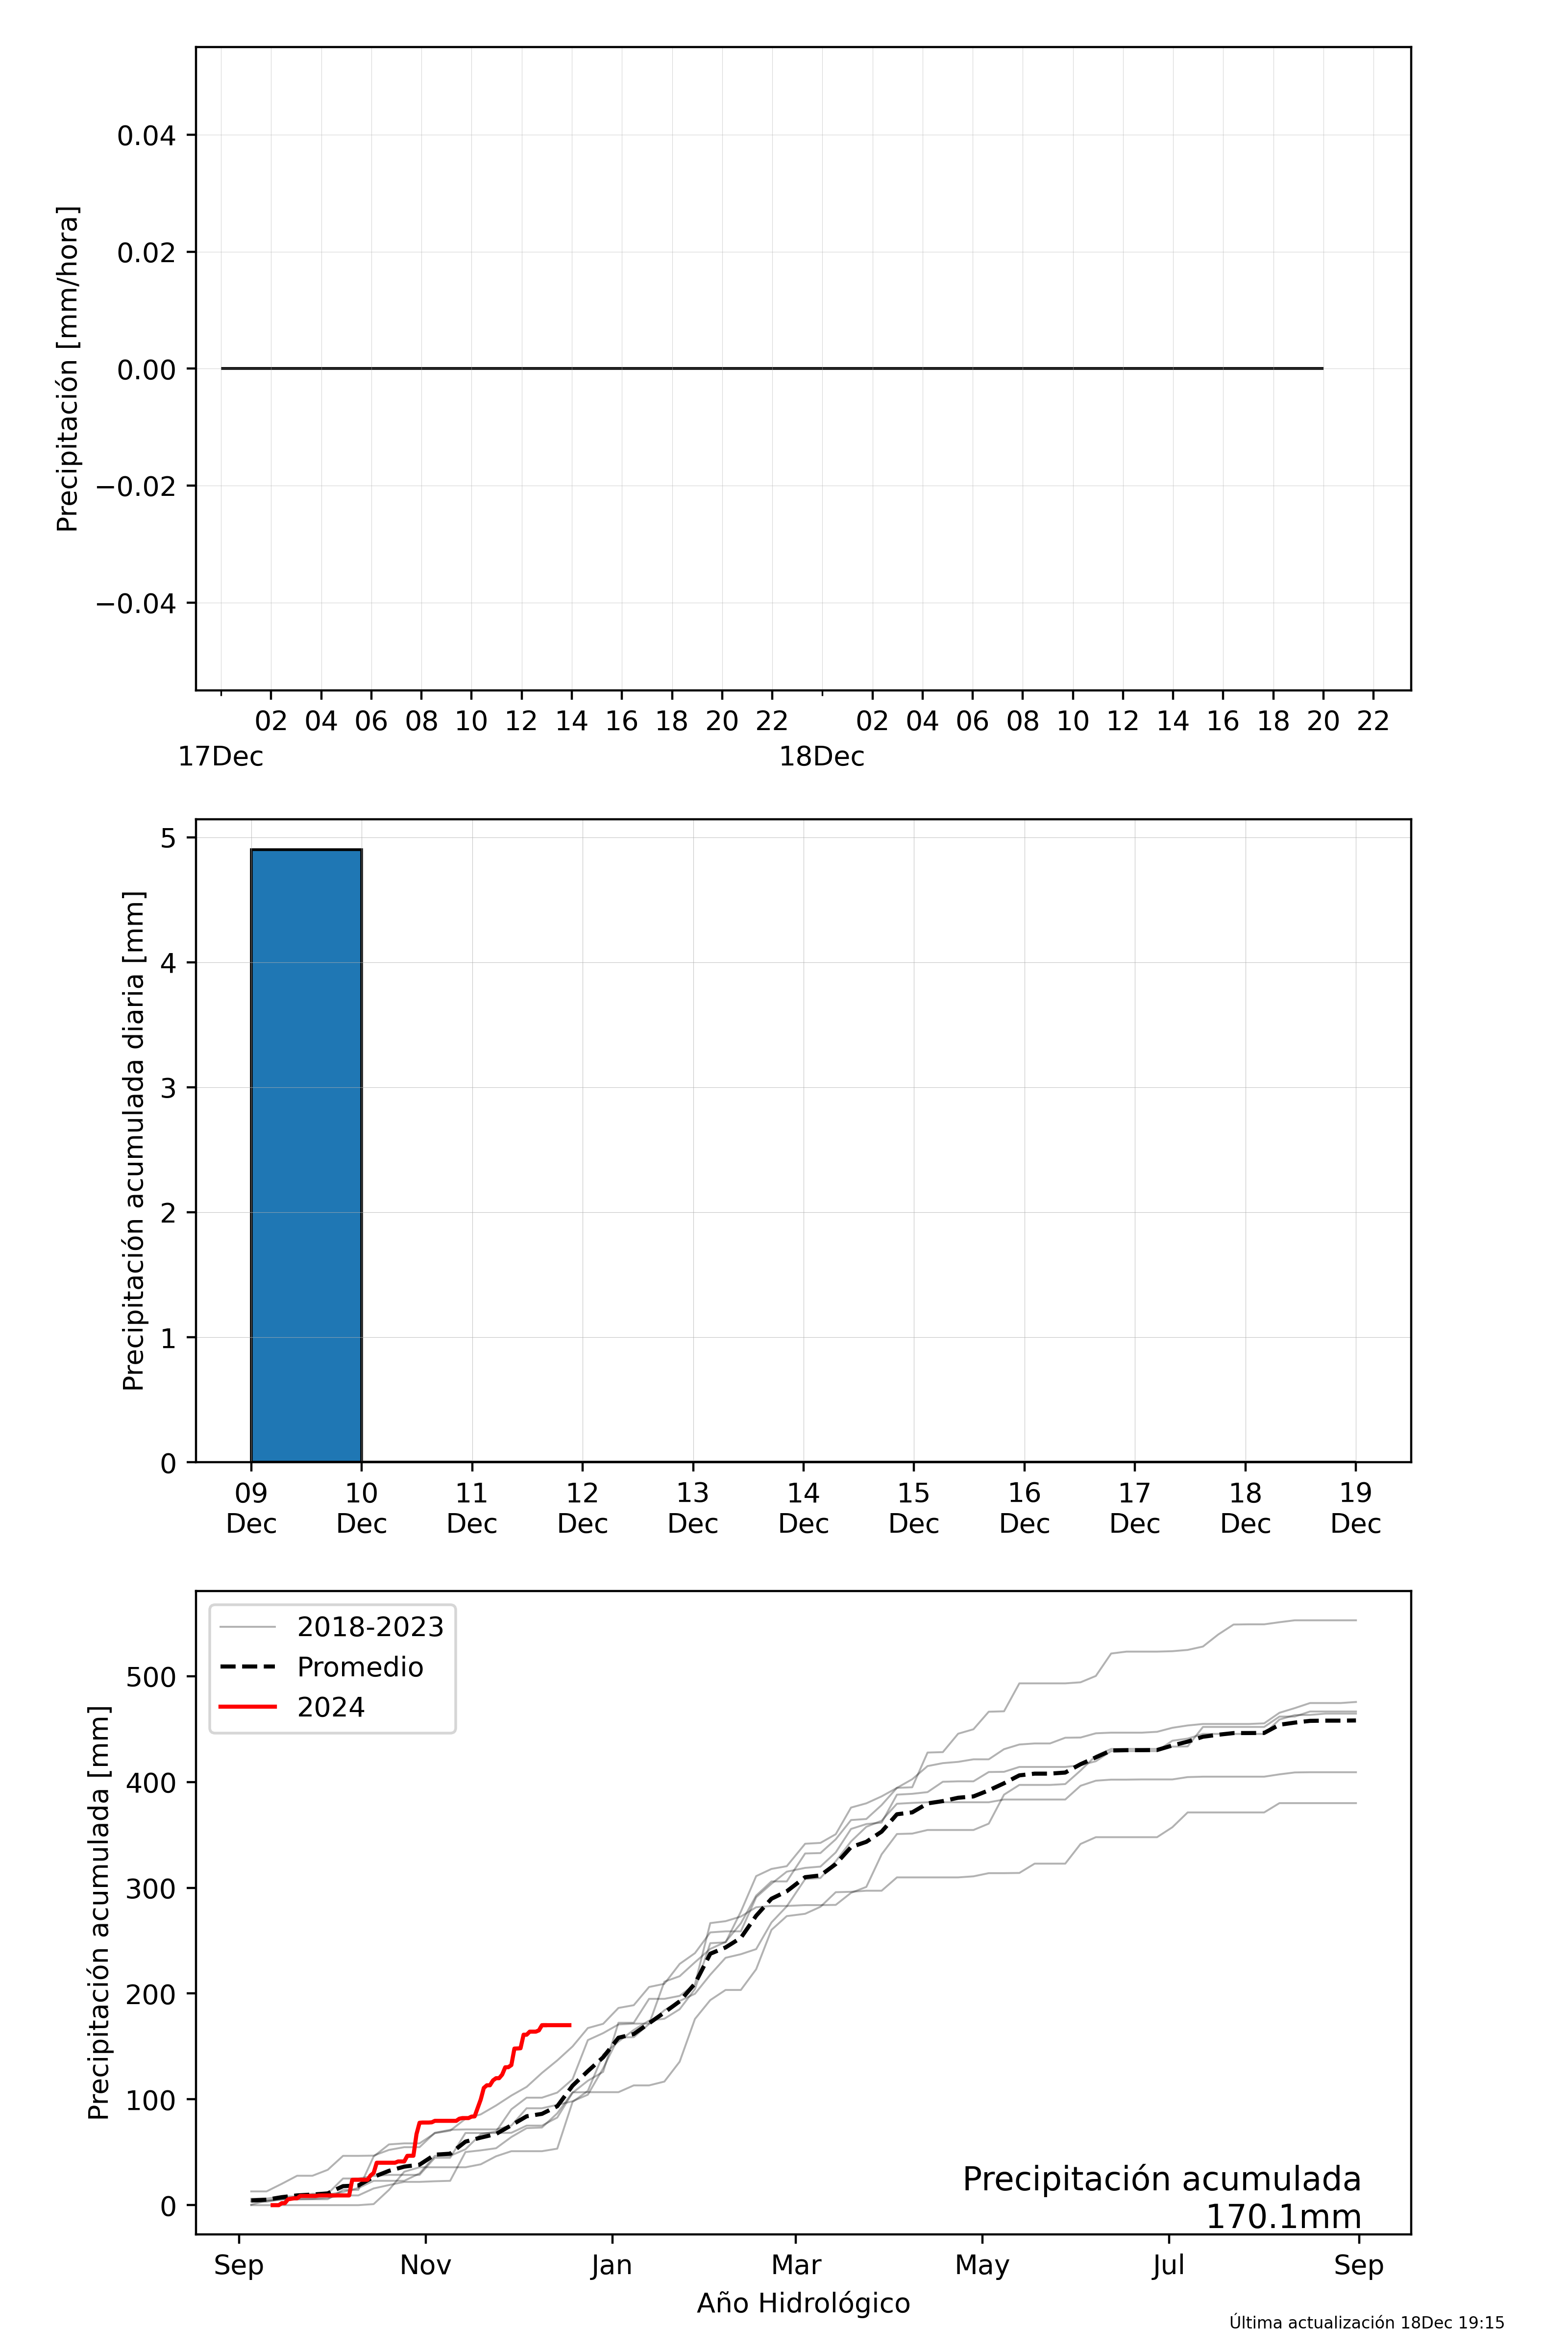 Precipitación [mm/hora]
0.04
0.02
0.00
−0.02
−0.04
02 04 06 08 10 12 14 16 18 20 22 02 04 06 08 10 12 14 16 18 20 22
17Dec 18Dec
Precipitación acumulada diaria [mm]
5
4
3
2
1
0
09 10 11 12 13 14 15 16 17 18 19
Dec Dec Dec Dec Dec Dec Dec Dec Dec Dec Dec
Precipitación acumulada [mm]
500
400
300
200
100
0
2018-2023
Promedio
2024
Precipitación acumulada
170.1mm
Sep Nov Jan Mar May Jul Sep
Año Hidrológico
Última actualización 18Dec 19:15